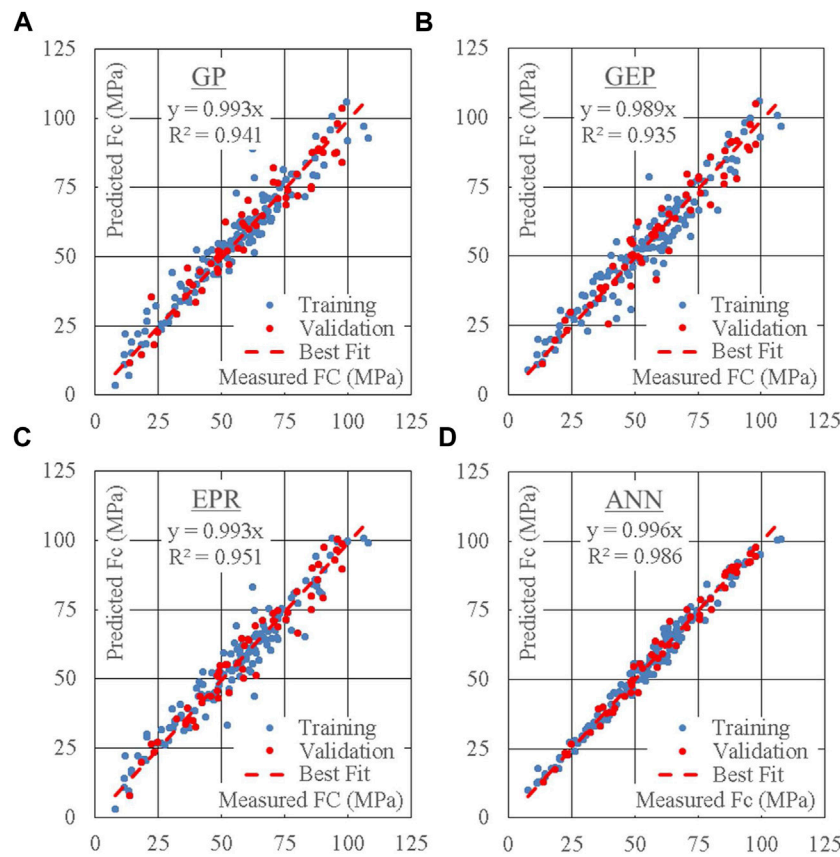 A
125
100
75
50
25
0
Predicted Fc (MPa)
GP
y = 0.993x
R² = 0.941
Training
Validation
Best Fit
Measured FC (MPa)
0 25 50 75 100 125
B
125
100
75
50
25
0
Predicted Fc (MPa)
GEP
y = 0.989x
R² = 0.935
Training
Validation
Best Fit
Measured FC (MPa)
0 25 50 75 100 125
C
125
100
75
50
25
0
Predicted Fc (MPa)
EPR
y = 0.993x
R² = 0.951
Training
Validation
Best Fit
Measured FC (MPa)
0 25 50 75 100 125
D
125
100
75
50
25
0
Predicted Fc (MPa)
ANN
y = 0.996x
R² = 0.986
Training
Validation
Best Fit
Measured Fc (MPa)
0 25 50 75 100 125